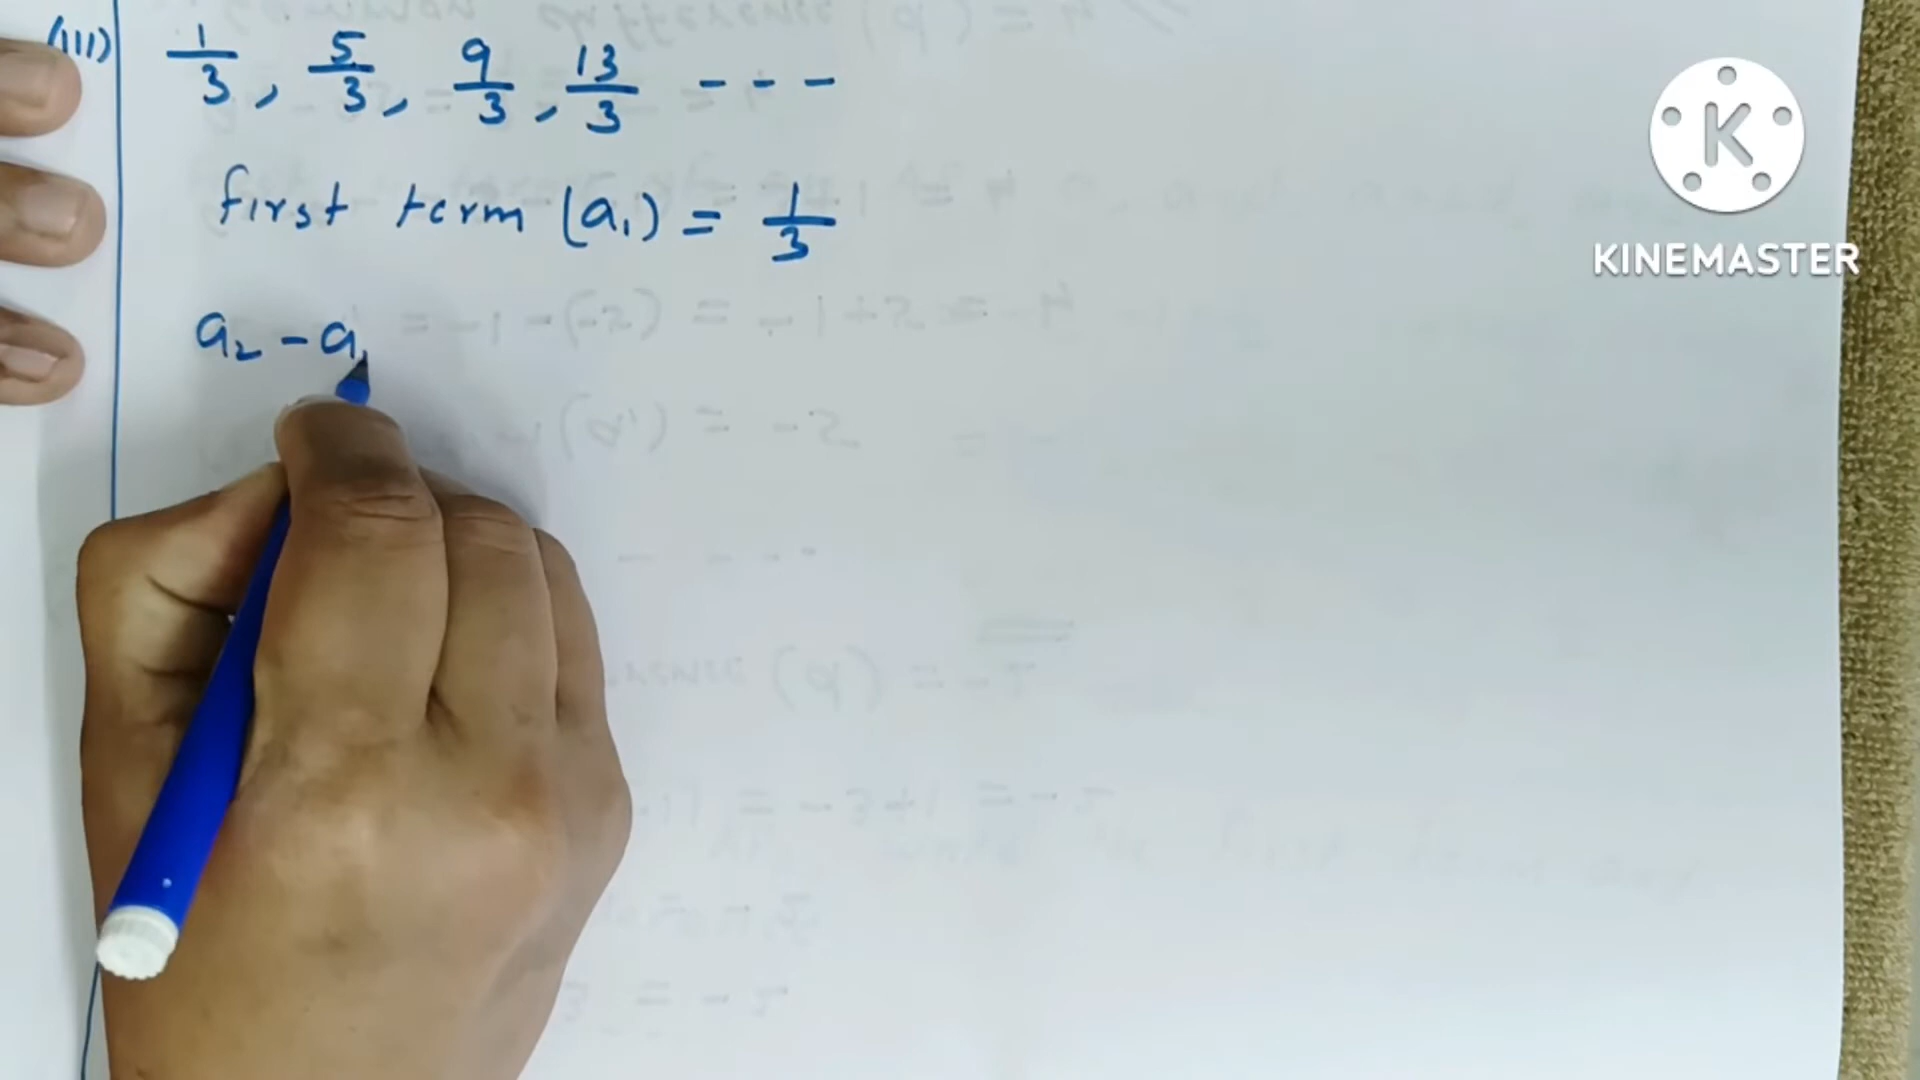 (iii) 1/3, 5/3, 9/3, 13/3 - - -
first term (a₁) = 1/3
a₂ - a₁
K
KINEMASTER